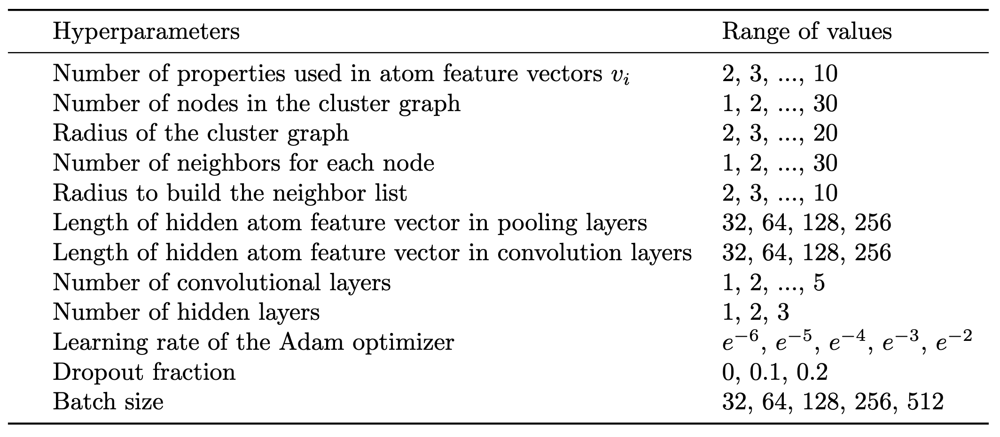 Hyperparameters Range of values
Number of properties used in atom feature vectors v_i 2, 3, ..., 10
Number of nodes in the cluster graph 1, 2, ..., 30
Radius of the cluster graph 2, 3, ..., 20
Number of neighbors for each node 1, 2, ..., 30
Radius to build the neighbor list 2, 3, ..., 10
Length of hidden atom feature vector in pooling layers 32, 64, 128, 256
Length of hidden atom feature vector in convolution layers 32, 64, 128, 256
Number of convolutional layers 1, 2, ..., 5
Number of hidden layers 1, 2, 3
Learning rate of the Adam optimizer e^{−6}, e^{−5}, e^{−4}, e^{−3}, e^{−2}
Dropout fraction 0, 0.1, 0.2
Batch size 32, 64, 128, 256, 512